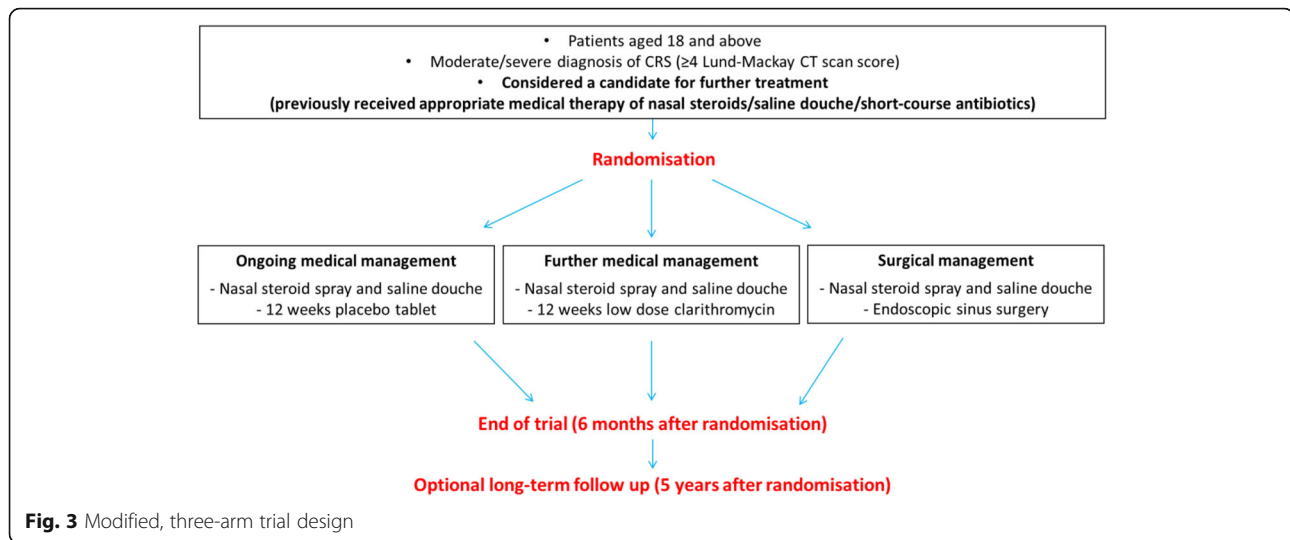 • Patients aged 18 and above
• Moderate/severe diagnosis of CRS (≥4 Lund-Mackay CT scan score)
• Considered a candidate for further treatment
(previously received appropriate medical therapy of nasal steroids/saline douche/short-course antibiotics)
Randomisation
Ongoing medical management
- Nasal steroid spray and saline douche
- 12 weeks placebo tablet
Further medical management
- Nasal steroid spray and saline douche
- 12 weeks low dose clarithromycin
Surgical management
- Nasal steroid spray and saline douche
- Endoscopic sinus surgery
End of trial (6 months after randomisation)
Optional long-term follow up (5 years after randomisation)
Fig. 3 Modified, three-arm trial design